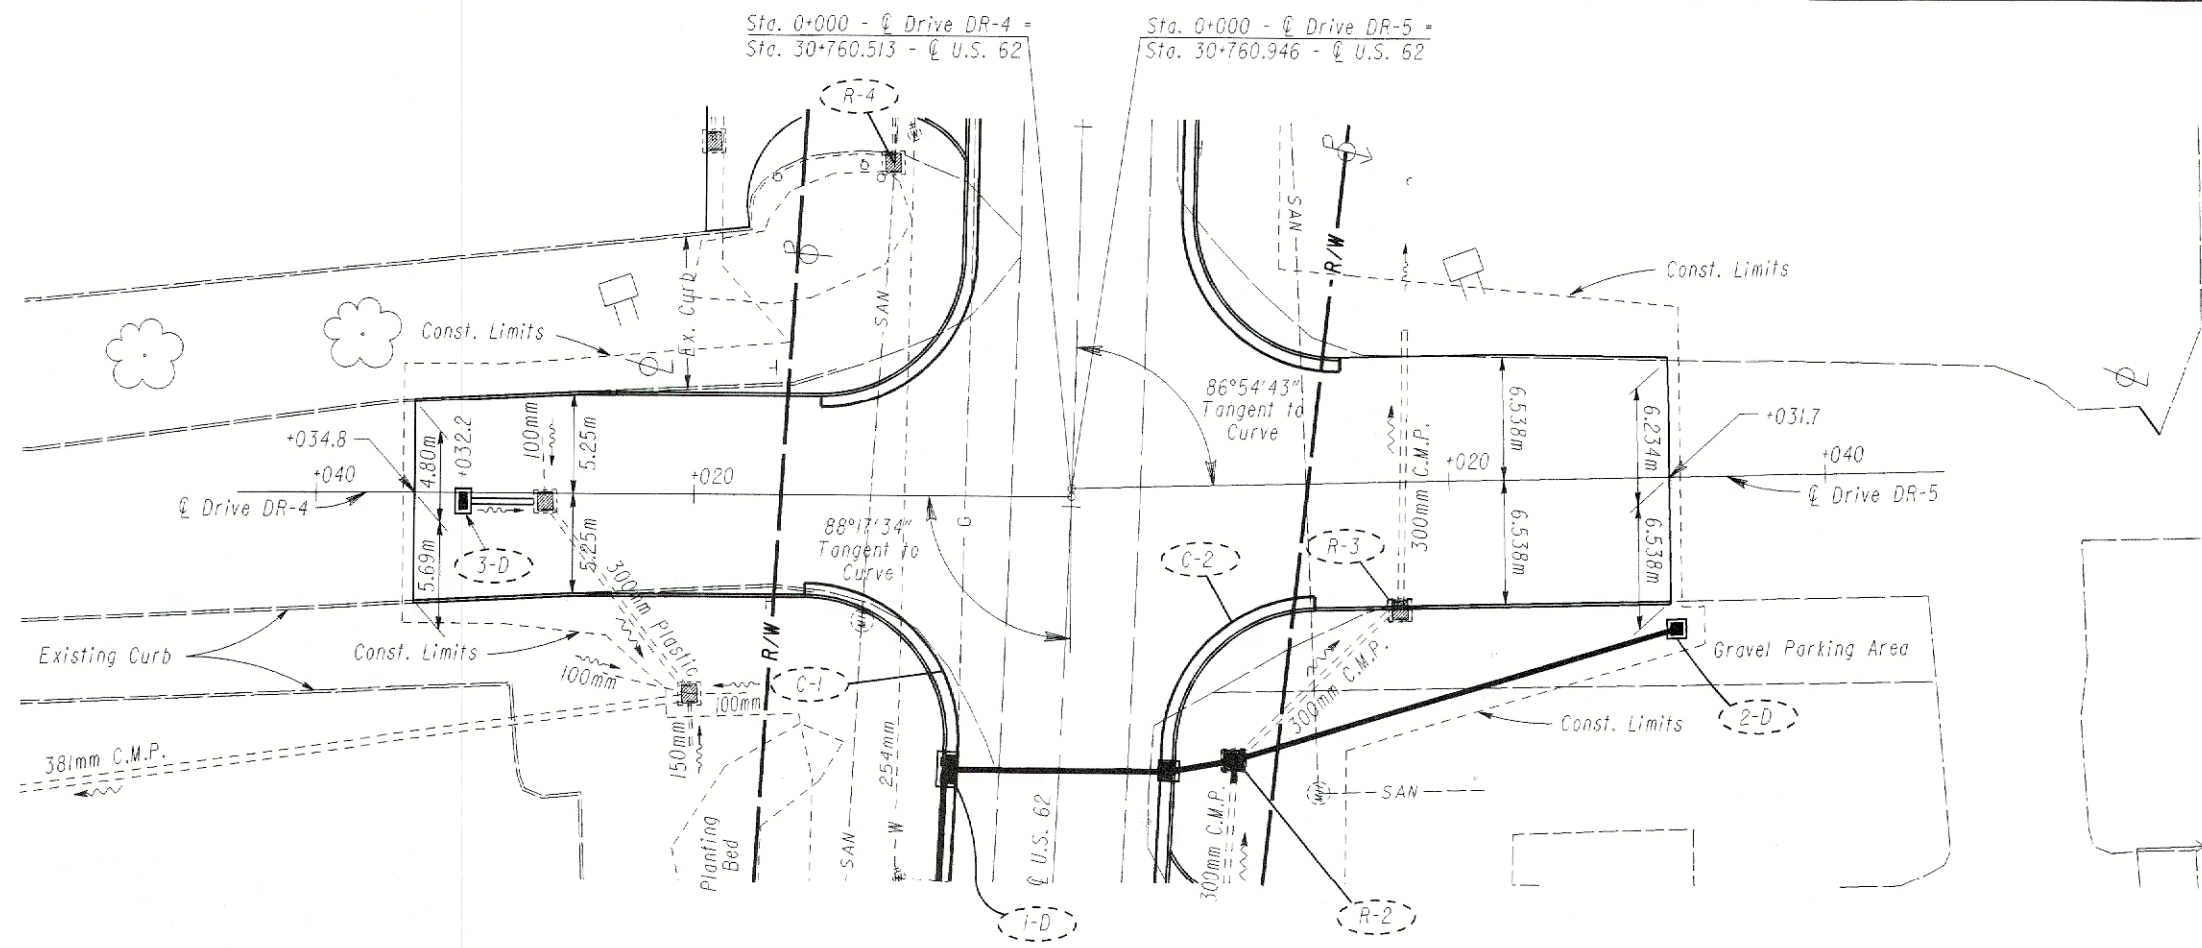 Sta. 0+000 - ℄ Drive DR-4 =
Sta. 30+760.513 - ℄ U.S. 62
Sta. 0+000 - ℄ Drive DR-5 =
Sta. 30+760.946 - ℄ U.S. 62
R-4
SAN
R/W
Const. Limits
Ex. Curb
SAN
Const. Limits
86°54'43"
Tangent to
Curve
+034.8
4.80m
+032.2
100mm
5.25m
300mm C.M.P.
6.538m
6.234m
+031.7
+040
+020
+020
+040
℄ Drive DR-4
℄ Drive DR-5
88°17'34"
Tangent to
Curve
G
5.69m
3-D
5.25m
C-2
R-3
6.538m
6.538m
300mm Plastic
MH
R/W
Existing Curb
Const. Limits
Gravel Parking Area
100mm
C-1
100mm
300mm C.M.P.
2-D
Const. Limits
381mm C.M.P.
150mm
254mm
W
MH
SAN
Planting
Bed
SAN
℄ U.S. 62
300mm C.M.P.
1-D
R-2